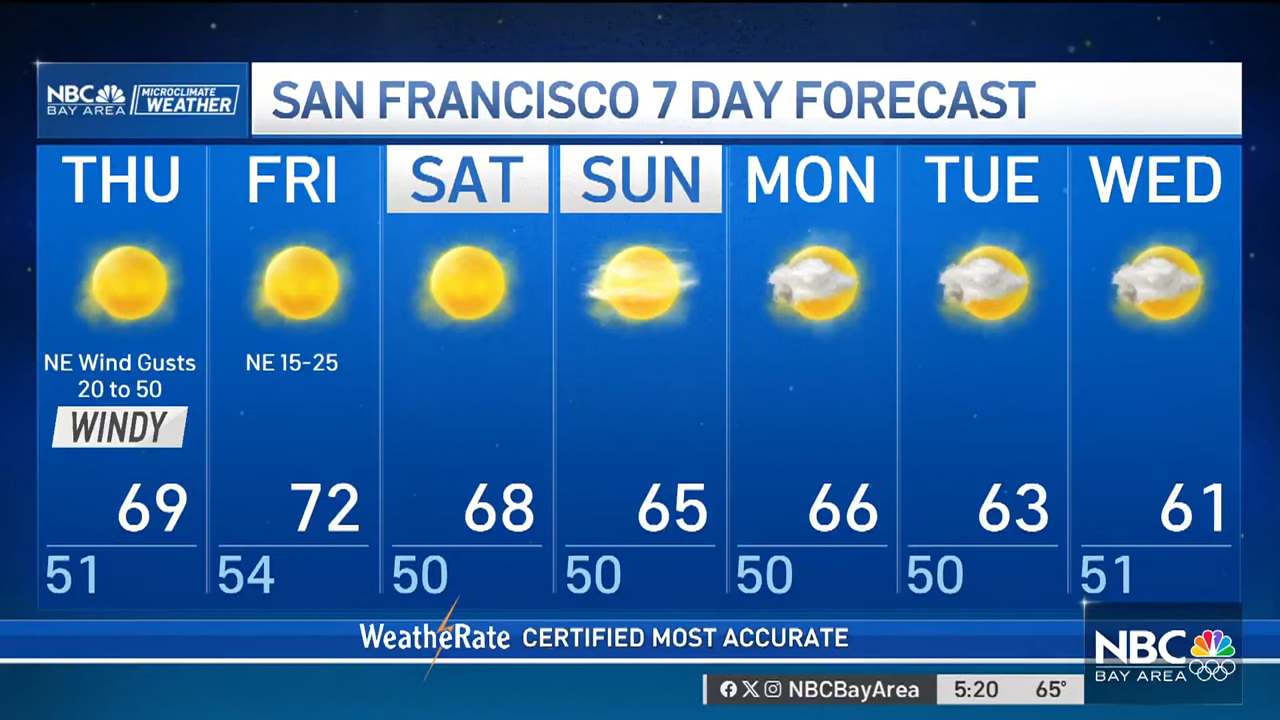 NBC
BAY AREA
MICROCLIMATE
WEATHER
SAN FRANCISCO 7 DAY FORECAST
THU FRI SAT SUN MON TUE WED
NE Wind Gusts
20 to 50
NE 15-25
WINDY
69 72 68 65 66 63 61
51 54 50 50 50 50 51
WeatheRate CERTIFIED MOST ACCURATE
NBCBayArea 5:20 65°
NBC
BAY AREA